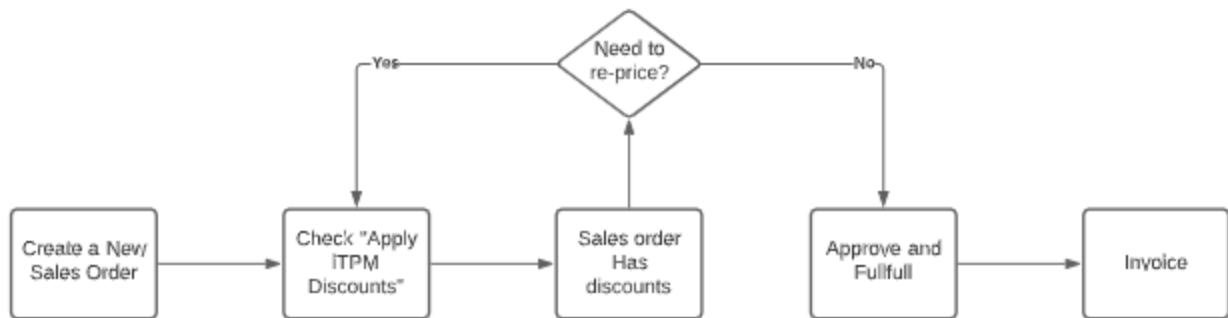 Need to
re-price?
Yes
No
Create a New
Sales Order
Check "Apply
iTPM
Discounts"
Sales order
Has
discounts
Approve and
Fullfull
Invoice